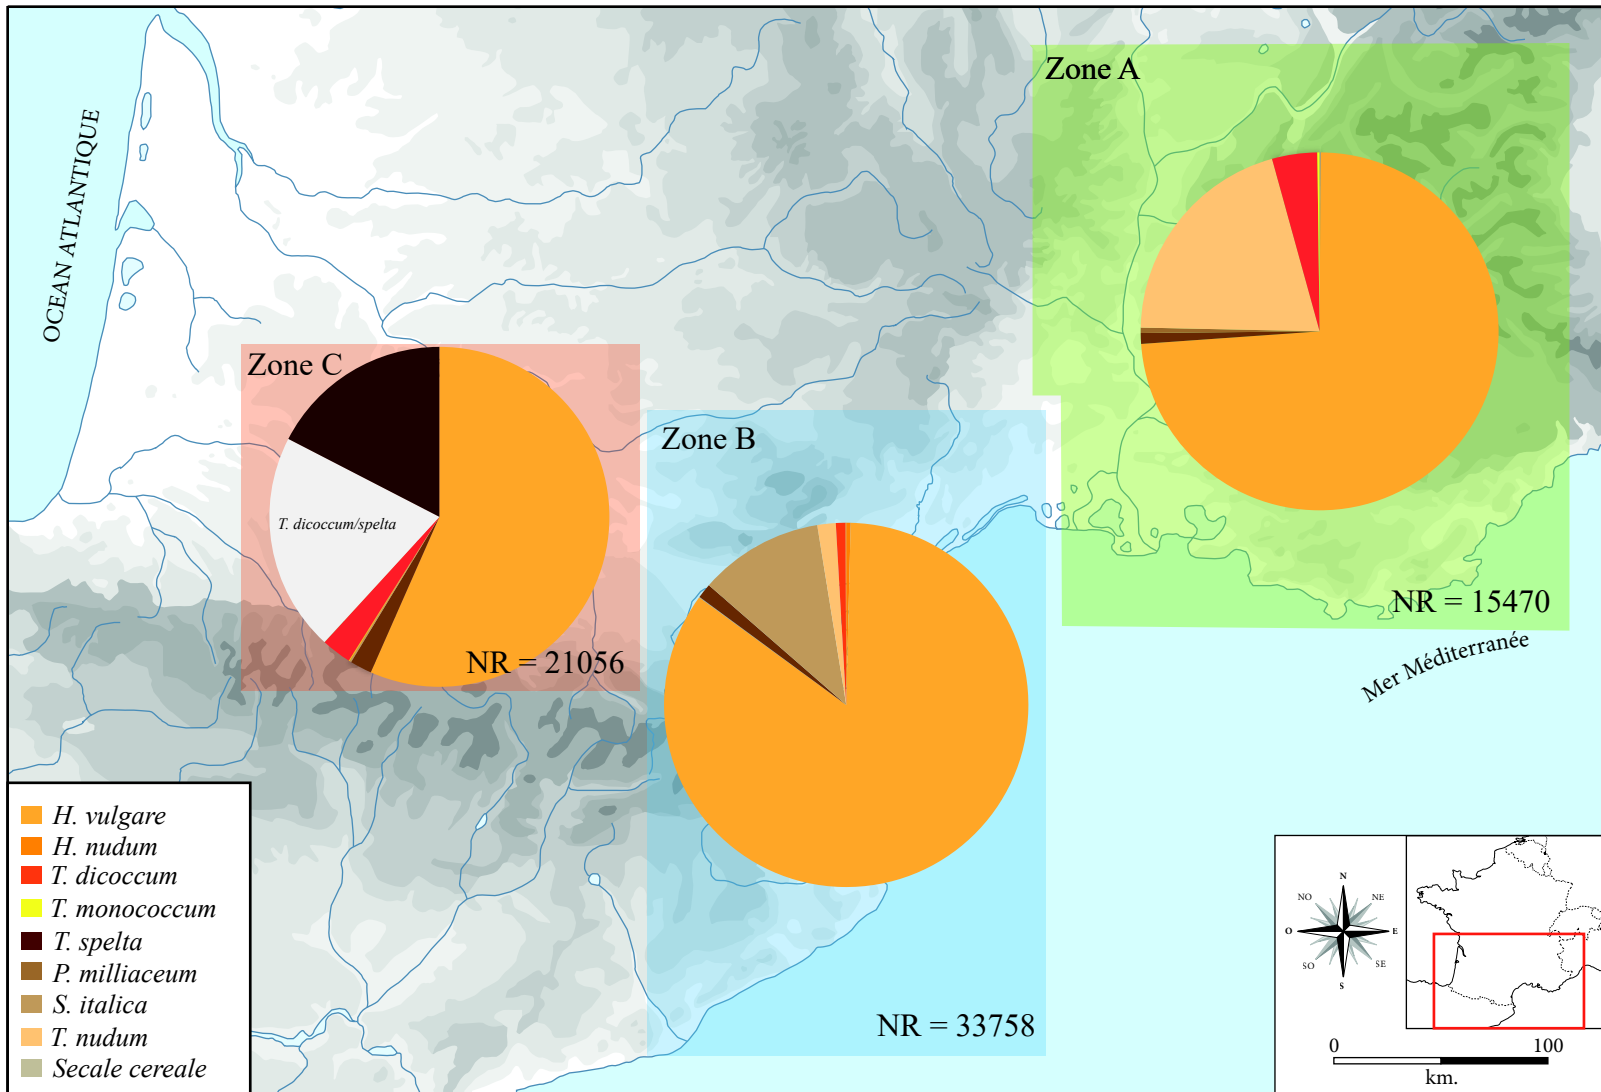 Zone A
OCEAN ATLANTIQUE
Zone C
Zone B
T. dicoccum/spelta
NR = 15470
NR = 21056
Mer Méditerranée
NR = 33758
H. vulgare
H. nudum
T. dicoccum
T. monococcum
T. spelta
P. milliaceum
S. italica
T. nudum
Secale cereale
N
NO
NE
O
E
SO
SE
S
0
100
km.